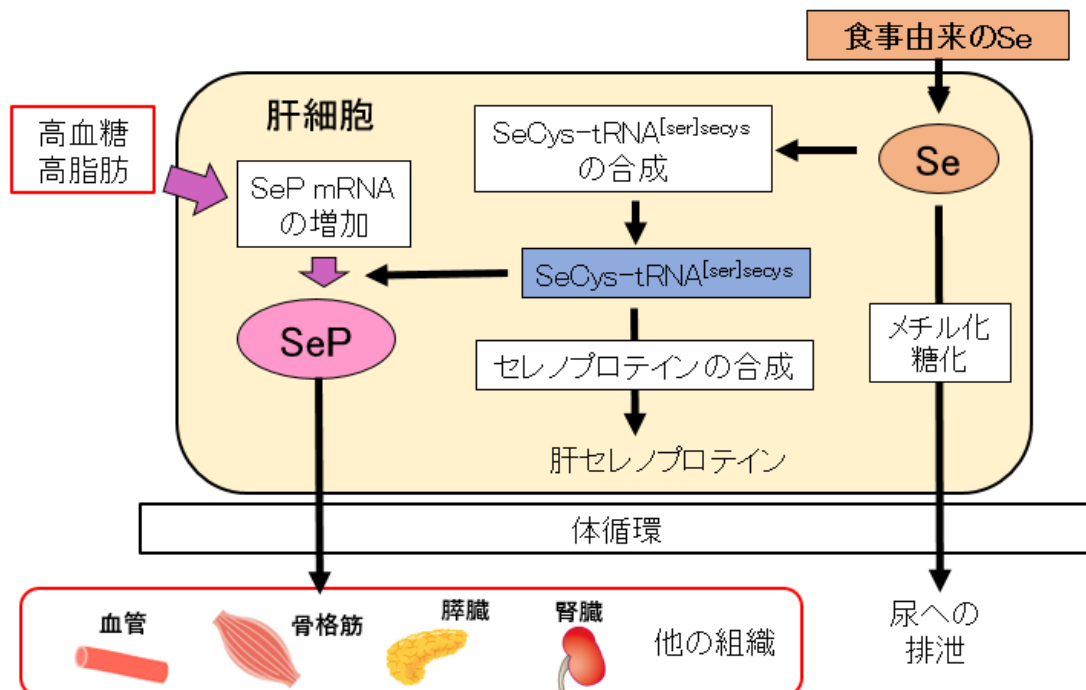 食事由来のSe
肝細胞
高血糖
高脂肪
SeP mRNA
の増加
SeCys-tRNA[ser]secys
の合成
Se
SeCys-tRNA[ser]secys
SeP
セレノプロテインの合成
メチル化
糖化
肝セレノプロテイン
体循環
血管
骨格筋
膵臓
腎臓
他の組織
尿への
排泄